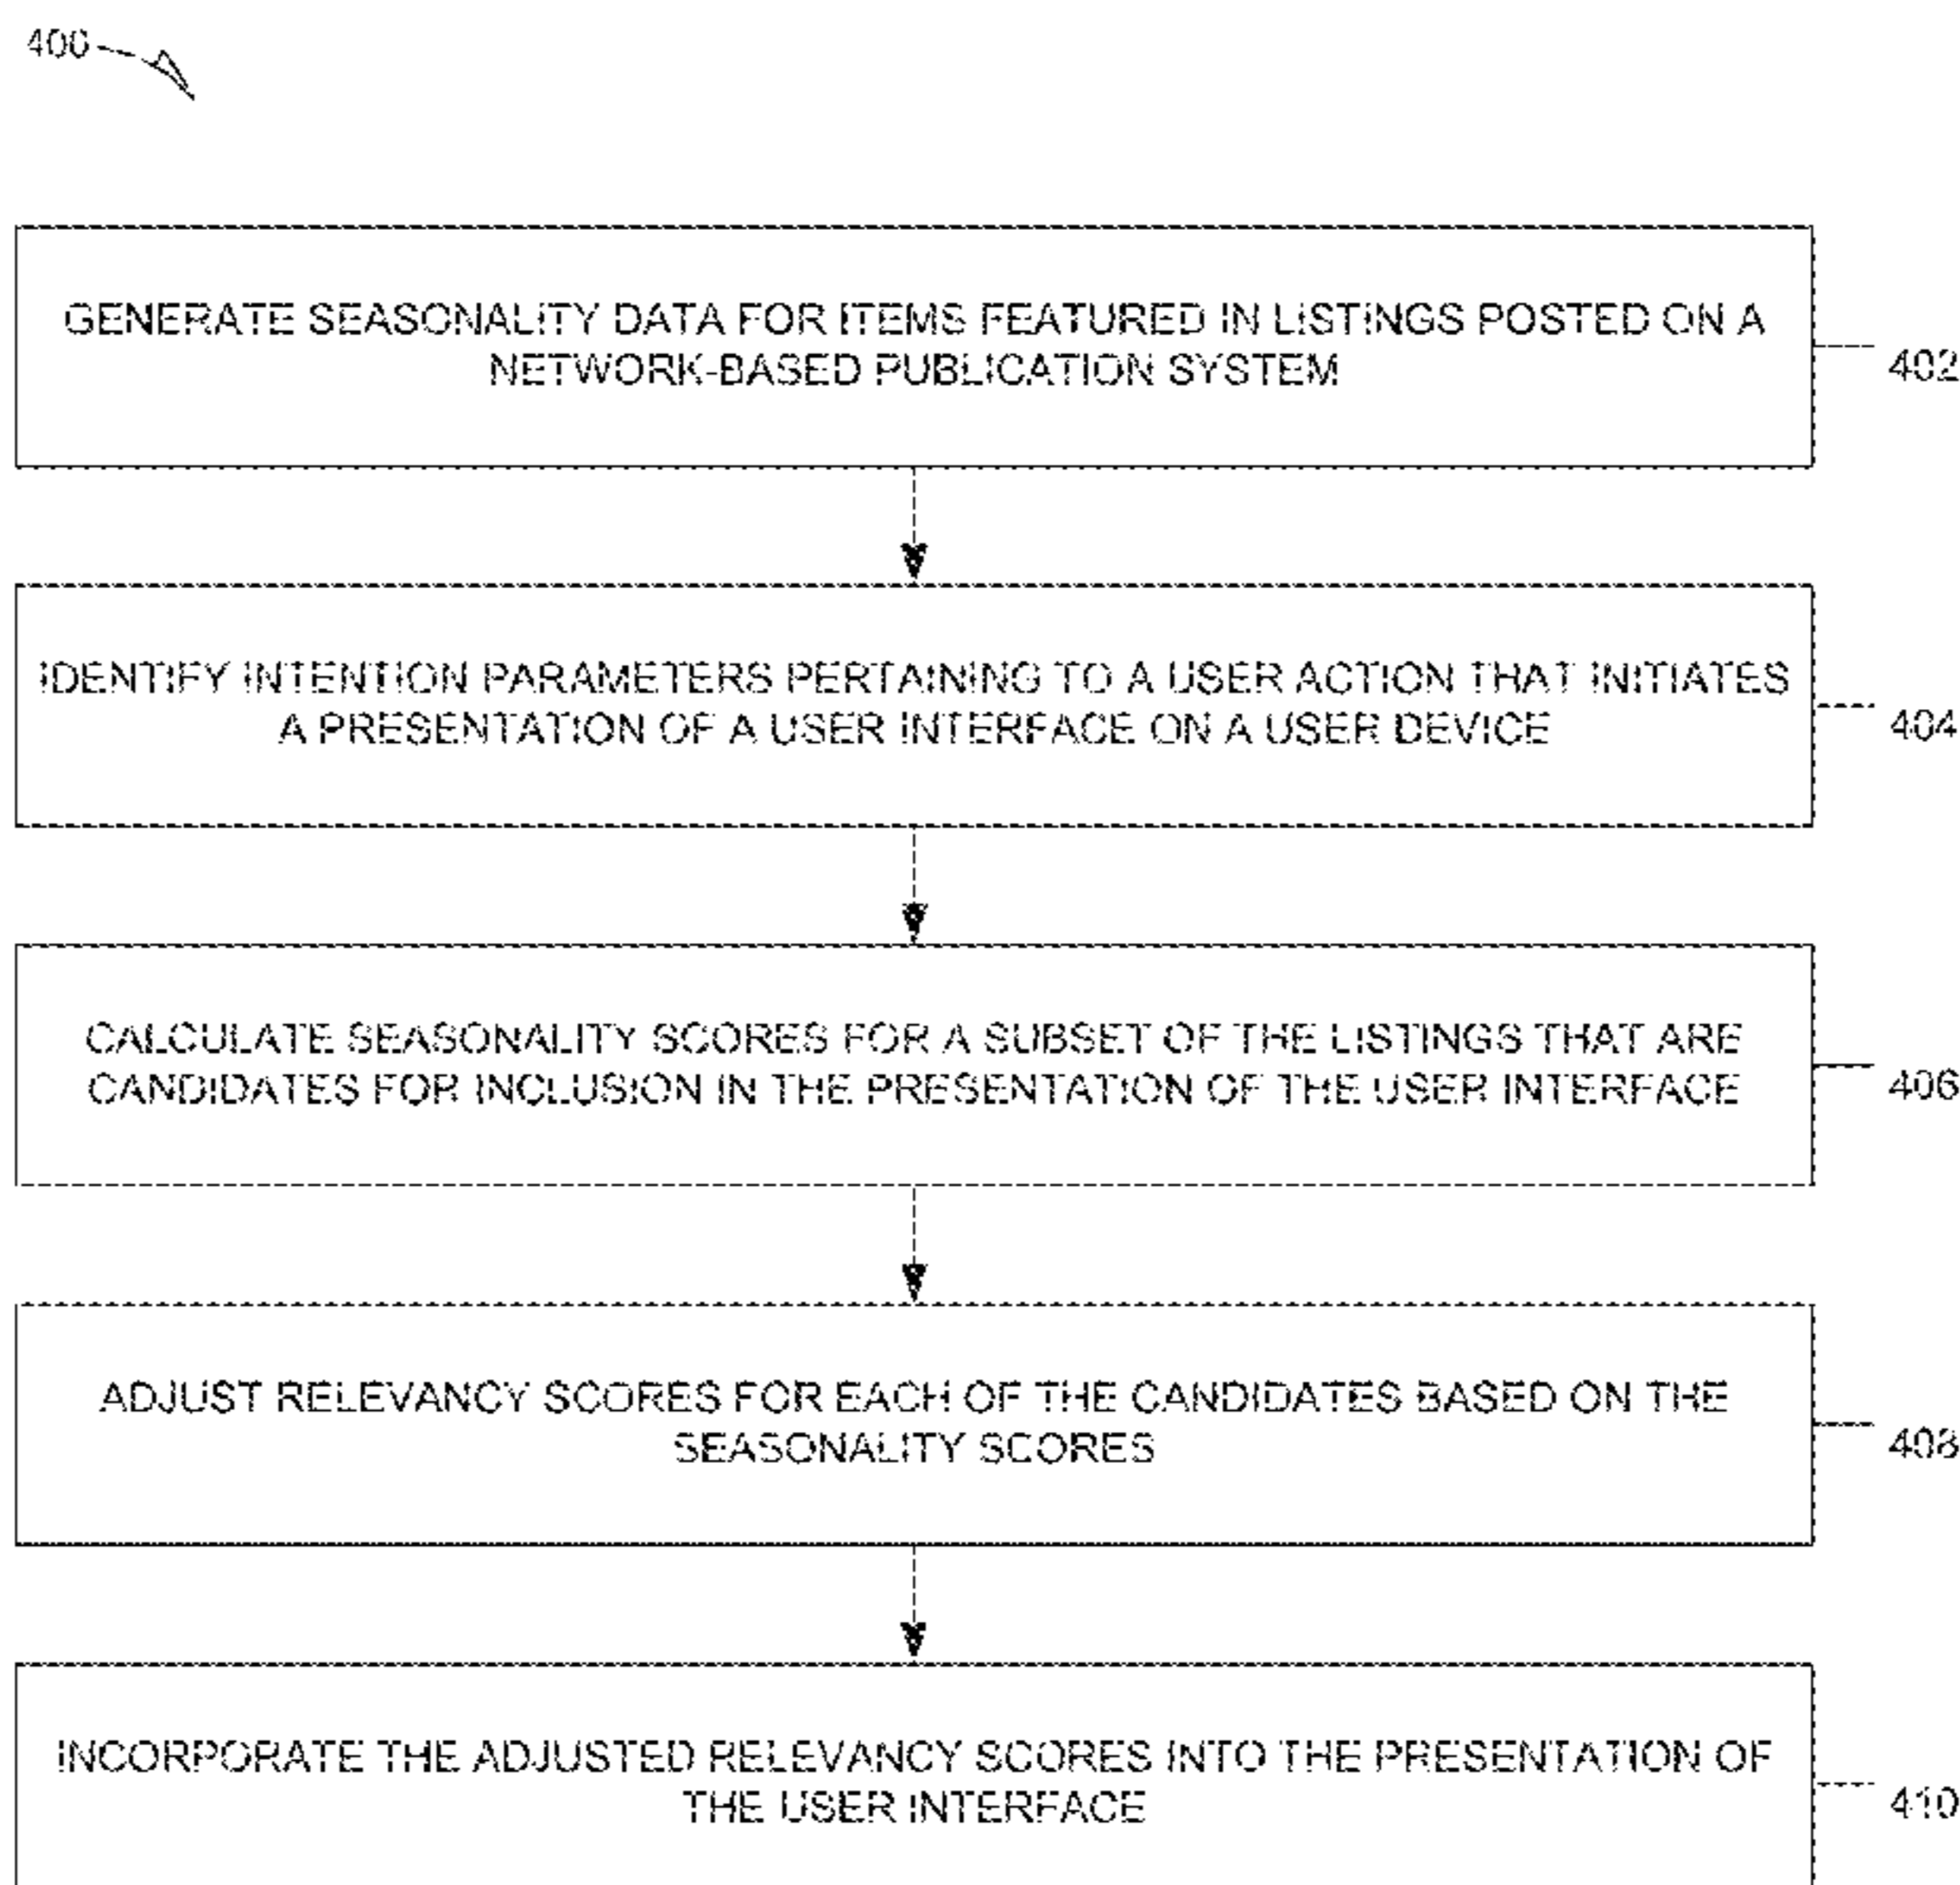 400
GENERATE SEASONALITY DATA FOR ITEMS FEATURED IN LISTINGS POSTED ON A
NETWORK-BASED PUBLICATION SYSTEM
402
IDENTIFY INTENTION PARAMETERS PERTAINING TO A USER ACTION THAT INITIATES
A PRESENTATION OF A USER INTERFACE ON A USER DEVICE
404
CALCULATE SEASONALITY SCORES FOR A SUBSET OF THE LISTINGS THAT ARE
CANDIDATES FOR INCLUSION IN THE PRESENTATION OF THE USER INTERFACE
406
ADJUST RELEVANCY SCORES FOR EACH OF THE CANDIDATES BASED ON THE
SEASONALITY SCORES
408
INCORPORATE THE ADJUSTED RELEVANCY SCORES INTO THE PRESENTATION OF
THE USER INTERFACE
410